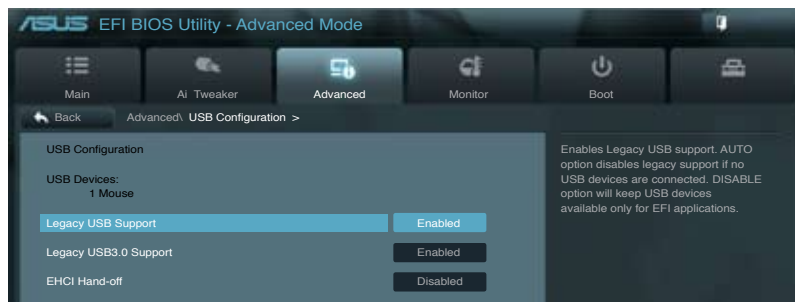 ASUS EFI BIOS Utility - Advanced Mode
Main
Ai Tweaker
Advanced
Monitor
Boot
Back
Advanced\ USB Configuration >
USB Configuration
USB Devices:
1 Mouse
Legacy USB Support Enabled
Legacy USB3.0 Support Enabled
EHCI Hand-off Disabled
Enables Legacy USB support. AUTO
option disables legacy support if no
USB devices are connected. DISABLE
option will keep USB devices
available only for EFI applications.